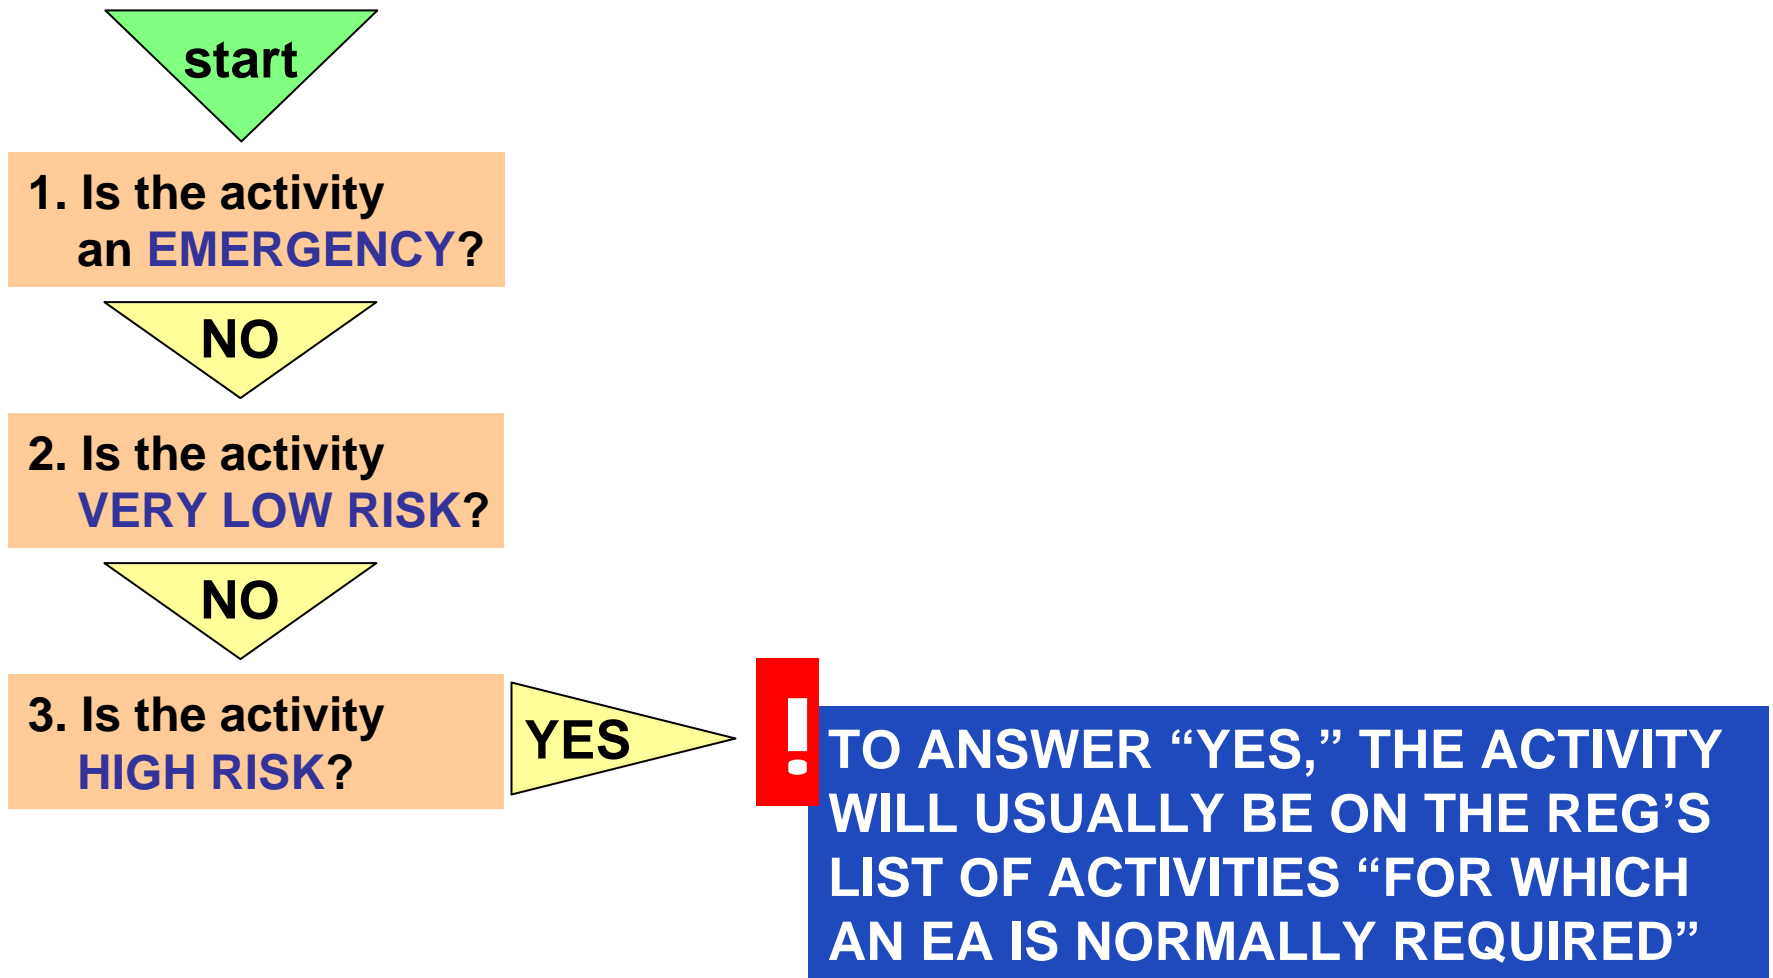 start
1. Is the activity
an EMERGENCY?
NO
2. Is the activity
VERY LOW RISK?
NO
3. Is the activity
HIGH RISK?
YES
!
TO ANSWER “YES,” THE ACTIVITY
WILL USUALLY BE ON THE REG’S
LIST OF ACTIVITIES “FOR WHICH
AN EA IS NORMALLY REQUIRED”